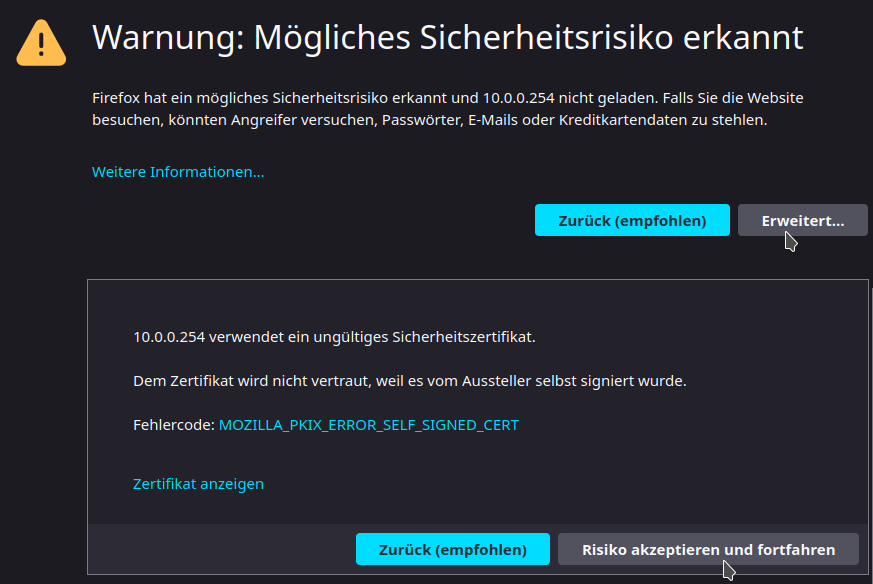 Warnung: Mögliches Sicherheitsrisiko erkannt
Firefox hat ein mögliches Sicherheitsrisiko erkannt und 10.0.0.254 nicht geladen. Falls Sie die Website
besuchen, könnten Angreifer versuchen, Passwörter, E-Mails oder Kreditkartendaten zu stehlen.
Weitere Informationen...
Zurück (empfohlen)
Erweitert...
10.0.0.254 verwendet ein ungültiges Sicherheitszertifikat.
Dem Zertifikat wird nicht vertraut, weil es vom Aussteller selbst signiert wurde.
Fehlercode: MOZILLA_PKIX_ERROR_SELF_SIGNED_CERT
Zertifikat anzeigen
Zurück (empfohlen)
Risiko akzeptieren und fortfahren